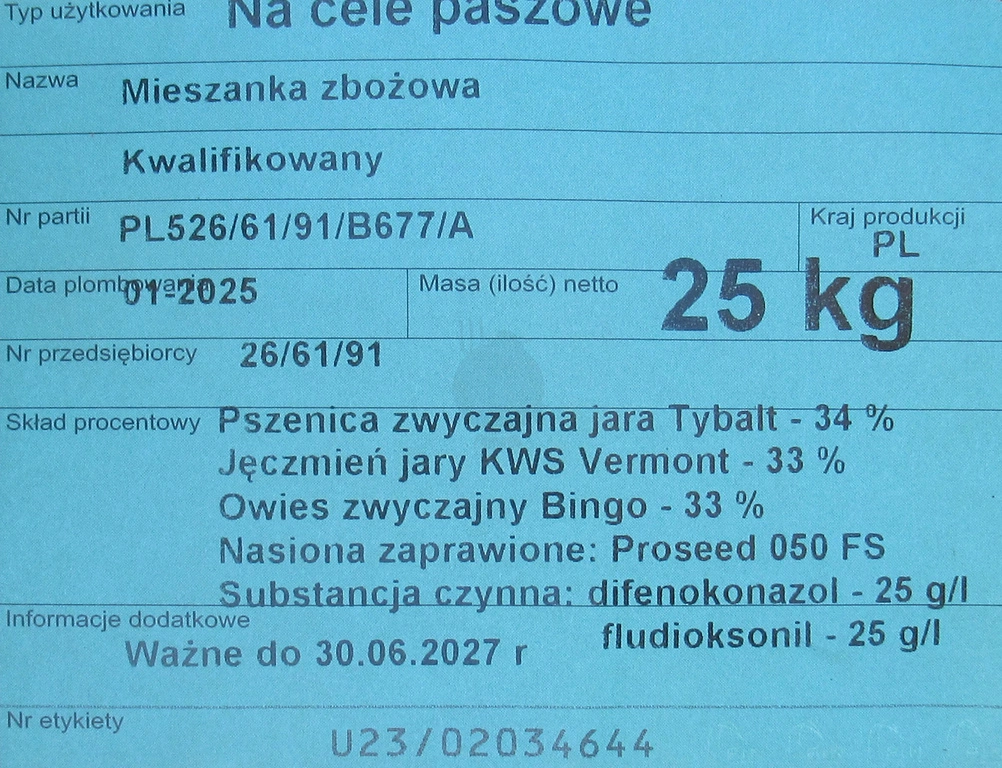 Typ użytkowania Na cele paszowe
Nazwa Mieszanka zbożowa
Kwalifikowany
Nr partii PL526/61/91/B677/A Kraj produkcji
PL
Data plombowania 01-2025 Masa (ilość) netto 25 kg
Nr przedsiębiorcy 26/61/91
Skład procentowy Pszenica zwyczajna jara Tybalt - 34 %
Jęczmień jary KWS Vermont - 33 %
Owies zwyczajny Bingo - 33 %
Nasiona zaprawione: Proseed 050 FS
Substancja czynna: difenokonazol - 25 g/l
Informacje dodatkowe fludioksonil - 25 g/l
Ważne do 30.06.2027 r
Nr etykiety U23/02034644